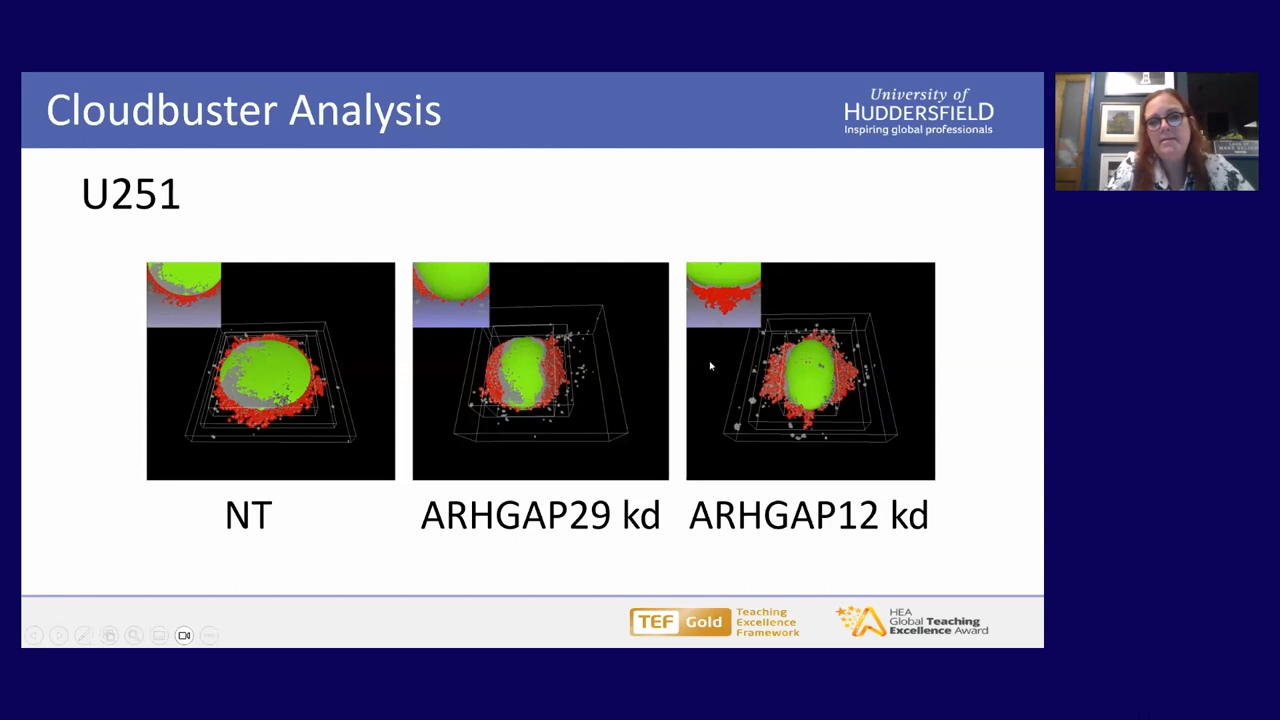 Cloudbuster Analysis
University of
HUDDERSFIELD
Inspiring global professionals
U251
NT
ARHGAP29 kd
ARHGAP12 kd
TEF Gold
Teaching
Excellence
Framework
HEA
Global Teaching
Excellence Award